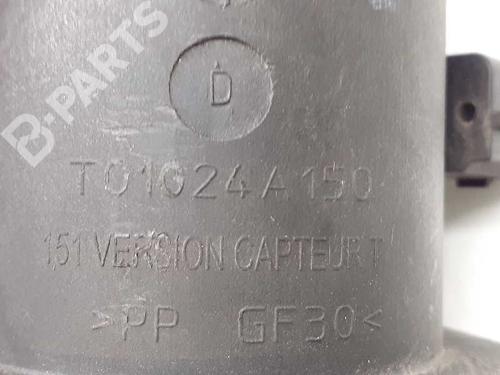 B-PARTS
D
T01024A150
151 VERSION CAPTEUR T
>PP GF30<